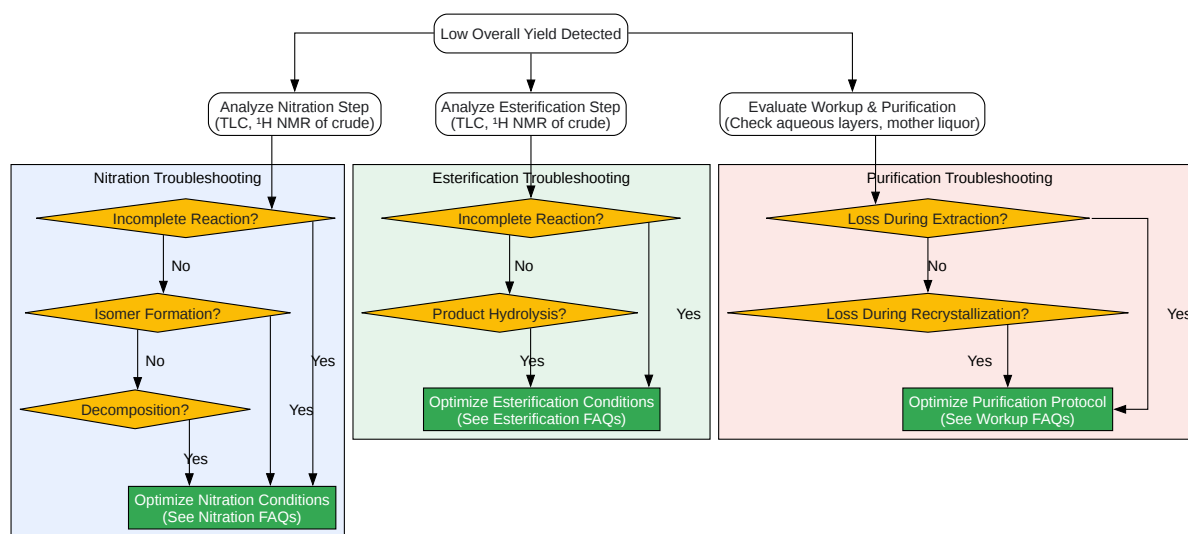 Low Overall Yield Detected
Analyze Nitration Step
(TLC, ¹H NMR of crude)
Analyze Esterification Step
(TLC, ¹H NMR of crude)
Evaluate Workup & Purification
(Check aqueous layers, mother liquor)
Nitration Troubleshooting
Incomplete Reaction?
No
Isomer Formation?
Yes
No
Yes
Decomposition?
Yes
Optimize Nitration Conditions
(See Nitration FAQs)
Esterification Troubleshooting
Incomplete Reaction?
No
Product Hydrolysis?
Yes
Yes
Optimize Esterification Conditions
(See Esterification FAQs)
Purification Troubleshooting
Loss During Extraction?
No
Loss During Recrystallization?
Yes
Yes
Optimize Purification Protocol
(See Workup FAQs)